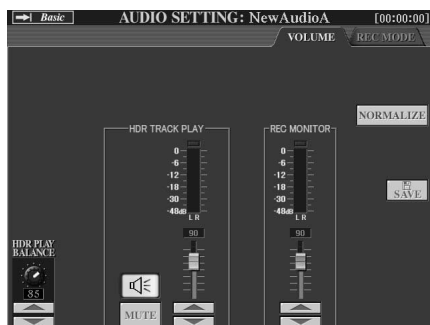 Basic AUDIO SETTING: NewAudioA [00:00:00]
VOLUME REC MODE
NORMALIZE
HDR TRACK PLAY REC MONITOR
0 0
-6 -6
-12 -12
-18 -18
-30 -30
-48dB -48dB
L R L R
SAVE
90 90
HDR PLAY
BALANCE
85
MUTE